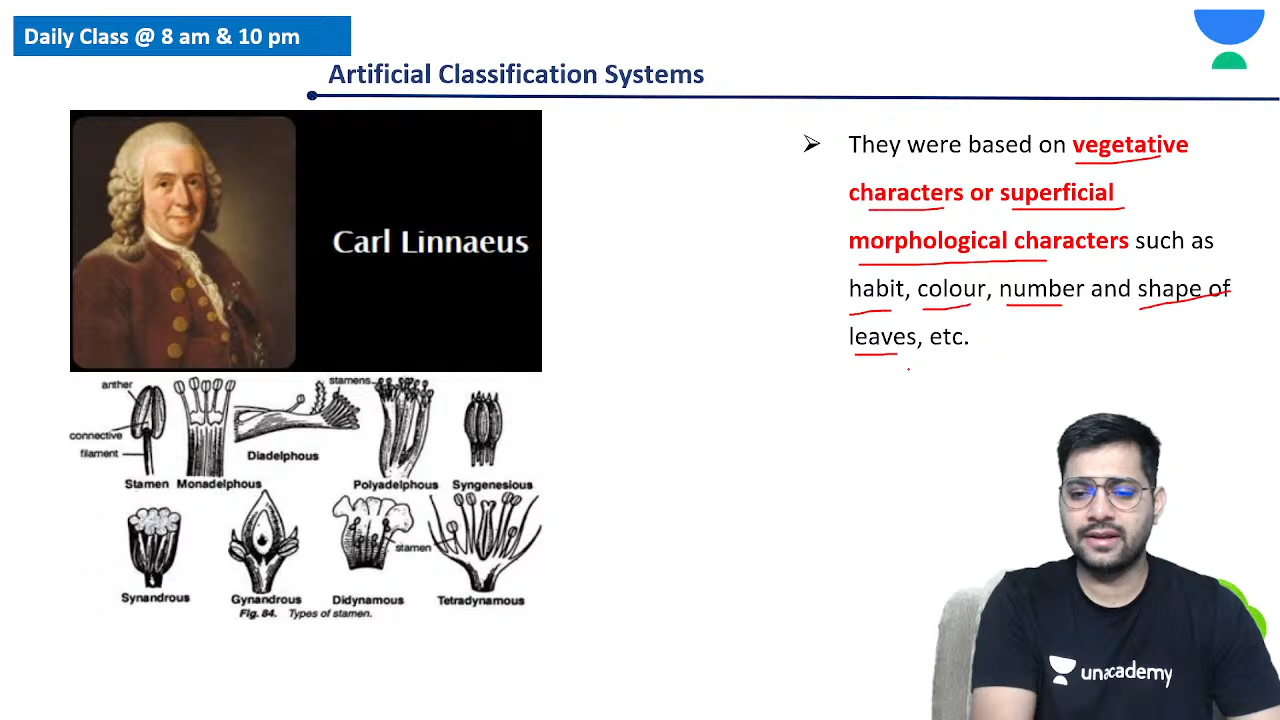 Daily Class @ 8 am & 10 pm
Artificial Classification Systems
Carl Linnaeus
➢ They were based on vegetative
characters or superficial
morphological characters such as
habit, colour, number and shape of
leaves, etc.
anther
connective
filament
stamens
Diadelphous
Stamen Monadelphous
Polyadelphous Syngenesious
stamen
Synandrous Gynandrous Didynamous Tetradynamous
Fig. 84. Types of stamen.
unacademy